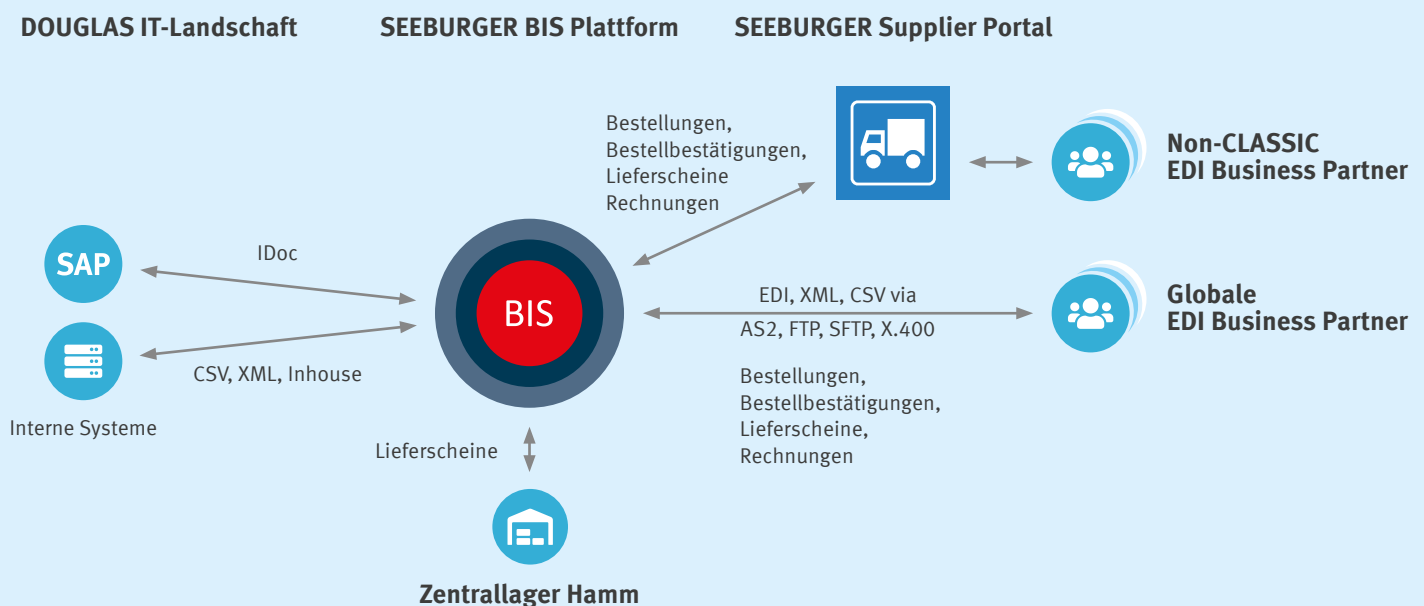 DOUGLAS IT-Landschaft
SEEBURGER BIS Plattform
SEEBURGER Supplier Portal
Bestellungen,
Bestellbestätigungen,
Lieferscheine
Rechnungen
Non-CLASSIC
EDI Business Partner
SAP
IDoc
BIS
EDI, XML, CSV via
AS2, FTP, SFTP, X.400
Globale
EDI Business Partner
CSV, XML, Inhouse
Interne Systeme
Bestellungen,
Bestellbestätigungen,
Lieferscheine,
Rechnungen
Lieferscheine
Zentrallager Hamm